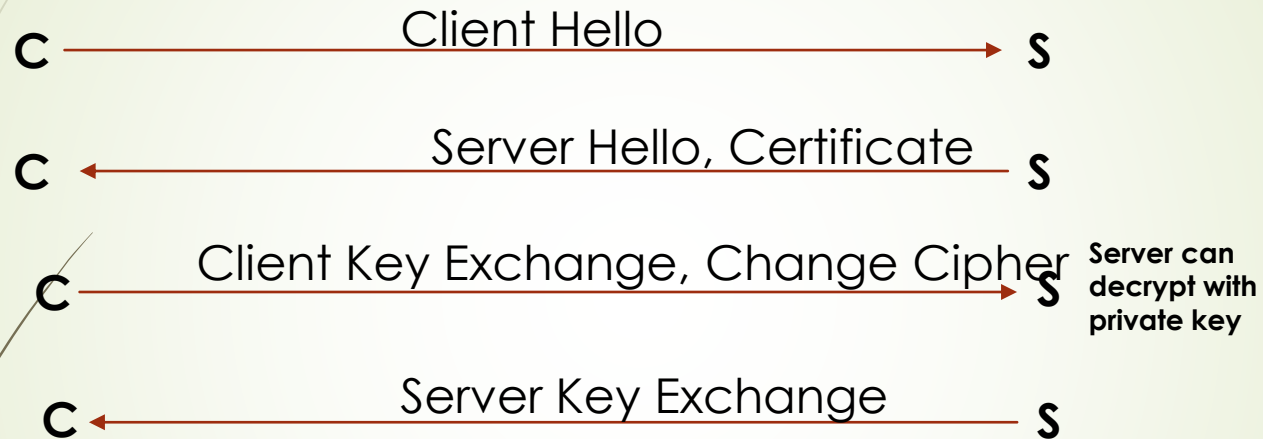 Client Hello
C S
Server Hello, Certificate
C S
Client Key Exchange, Change Cipher
C S
Server can
decrypt with
private key
Server Key Exchange
C S